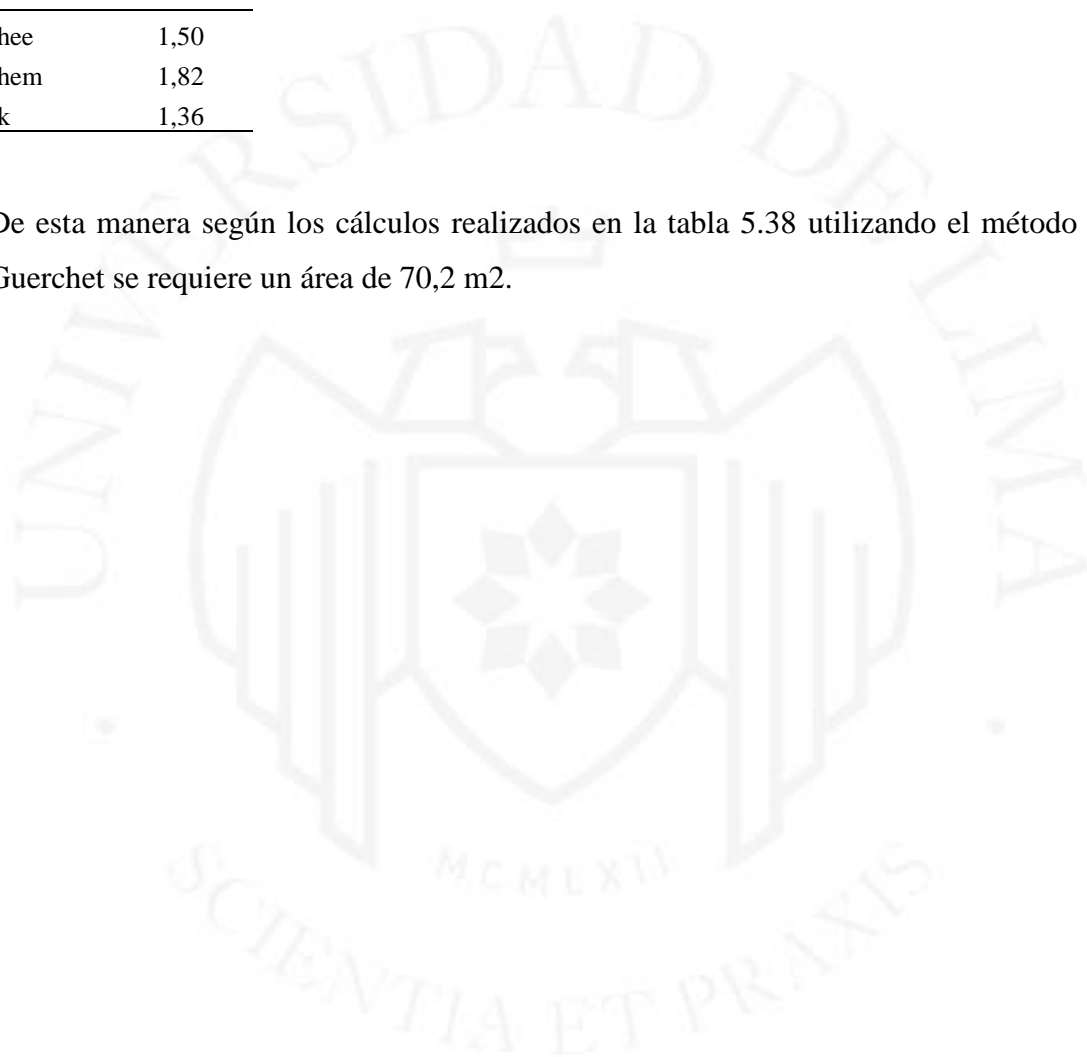 hee 1,50
hem 1,82
k 1,36
De esta manera según los cálculos realizados en la tabla 5.38 utilizando el método
Guerchet se requiere un área de 70,2 m2.
UNIVERSIDAD DE LIMA
MCMLXII
SCIENTIA ET PRAXIS